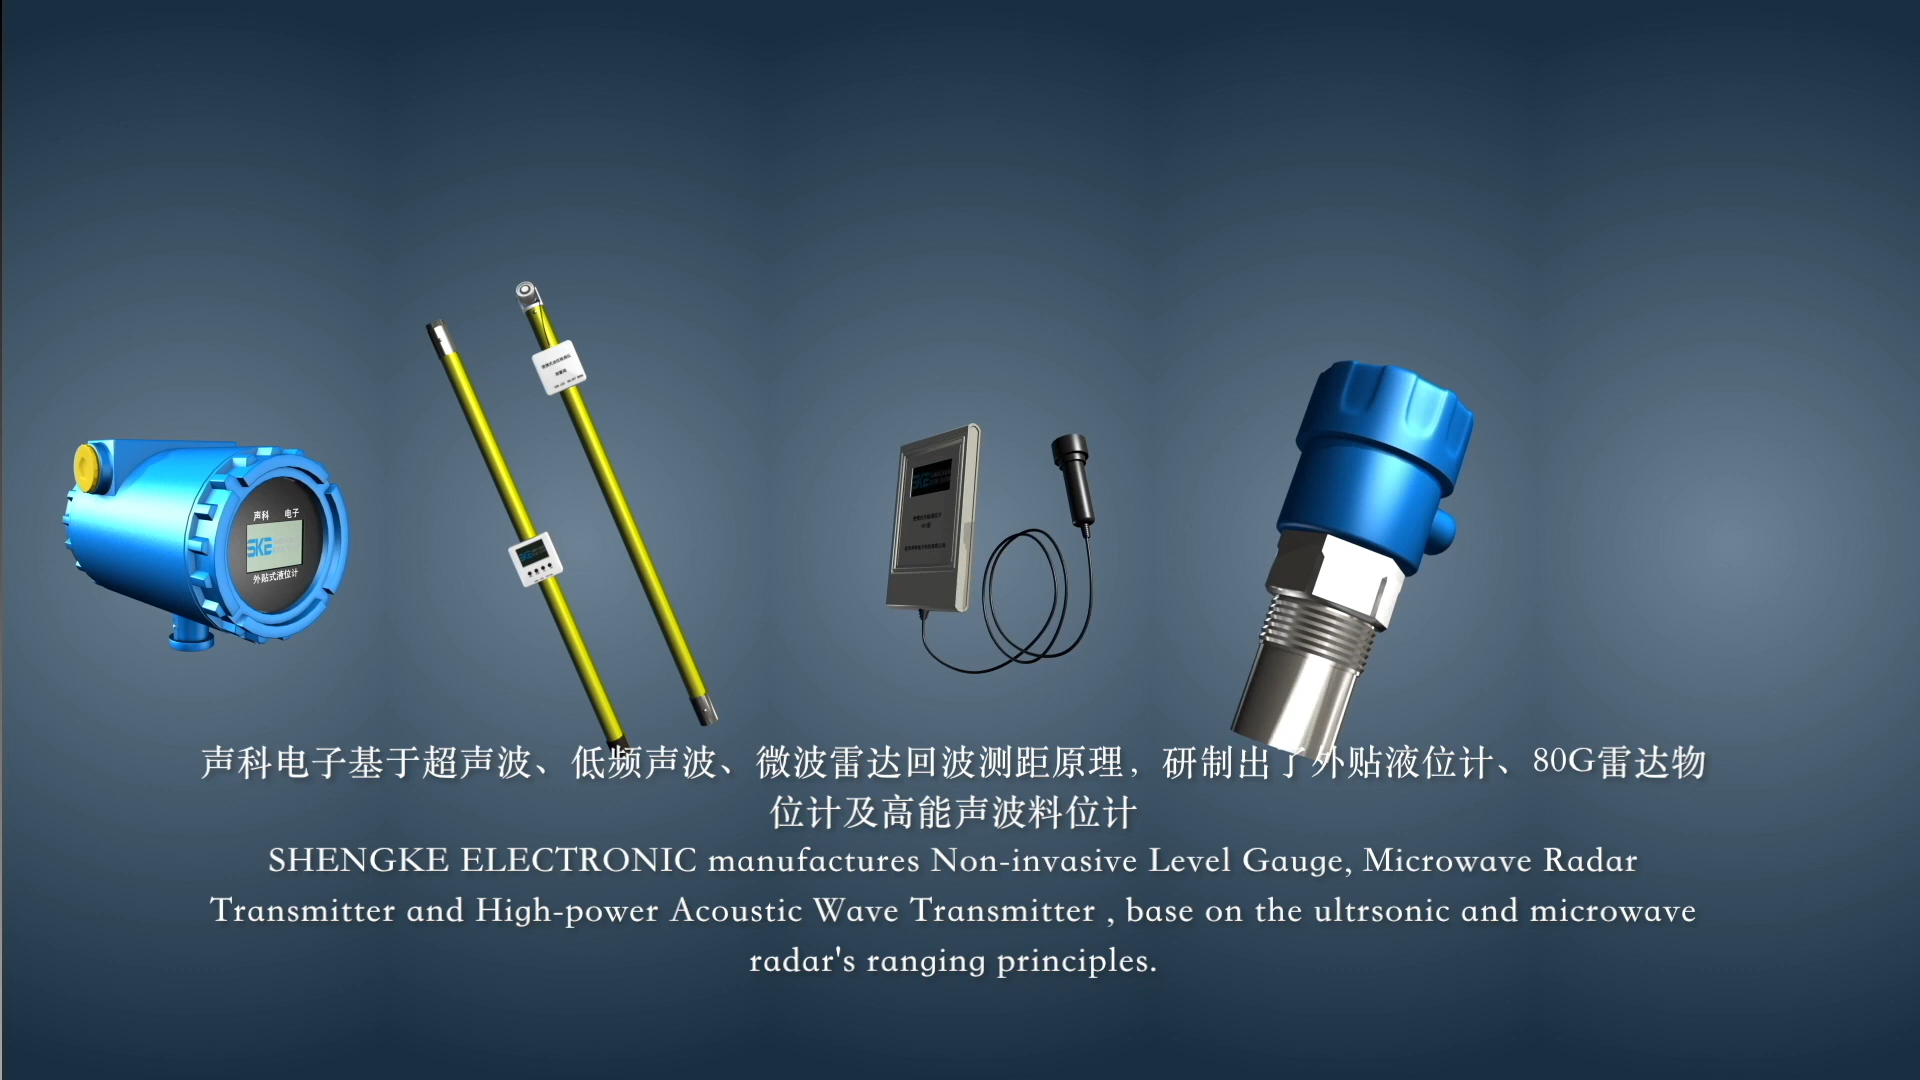 声科 电子
SKE
外贴式液位计
SKE
SKE
声科电子基于超声波、低频声波、微波雷达回波测距原理，研制出了外贴液位计、80G雷达物
位计及高能声波料位计
SHENGKE ELECTRONIC manufactures Non-invasive Level Gauge, Microwave Radar
Transmitter and High-power Acoustic Wave Transmitter , base on the ultrsonic and microwave
radar's ranging principles.